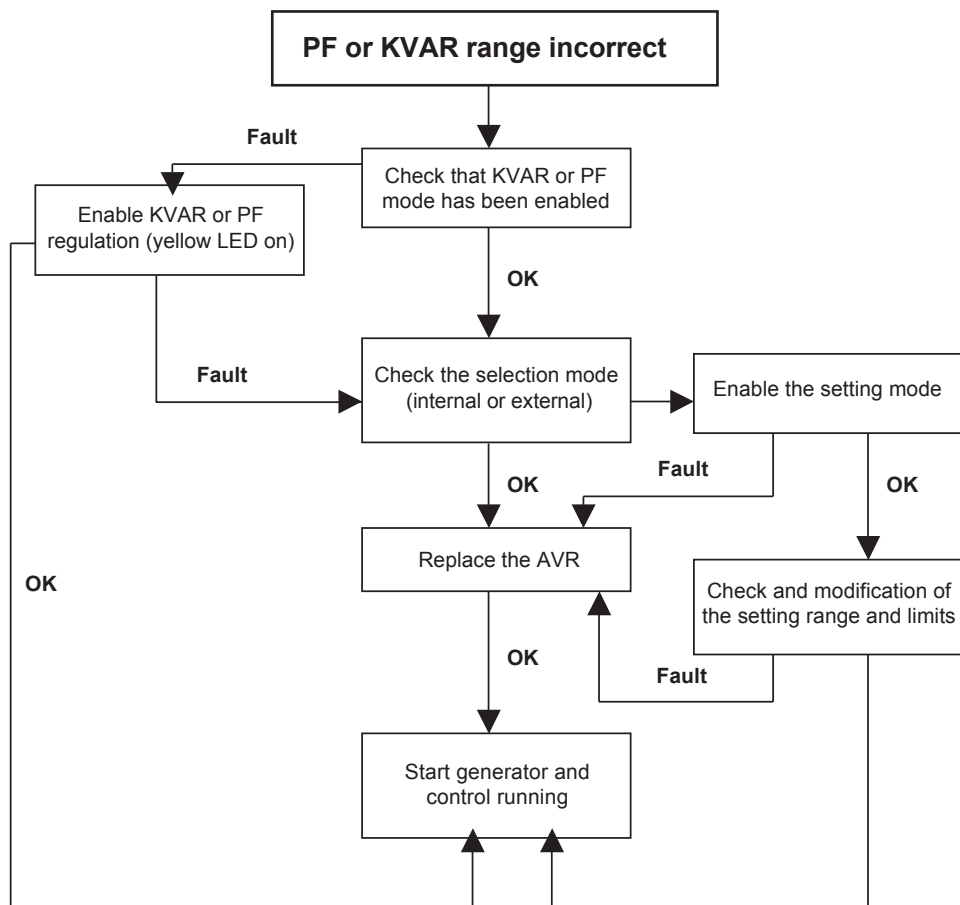 PF or KVAR range incorrect
Fault
Check that KVAR or PF
mode has been enabled
Enable KVAR or PF
regulation (yellow LED on)
OK
Fault
Check the selection mode
(internal or external)
Enable the setting mode
OK
Fault
OK
Replace the AVR
OK
Check and modification of
the setting range and limits
OK
Fault
Start generator and
control running